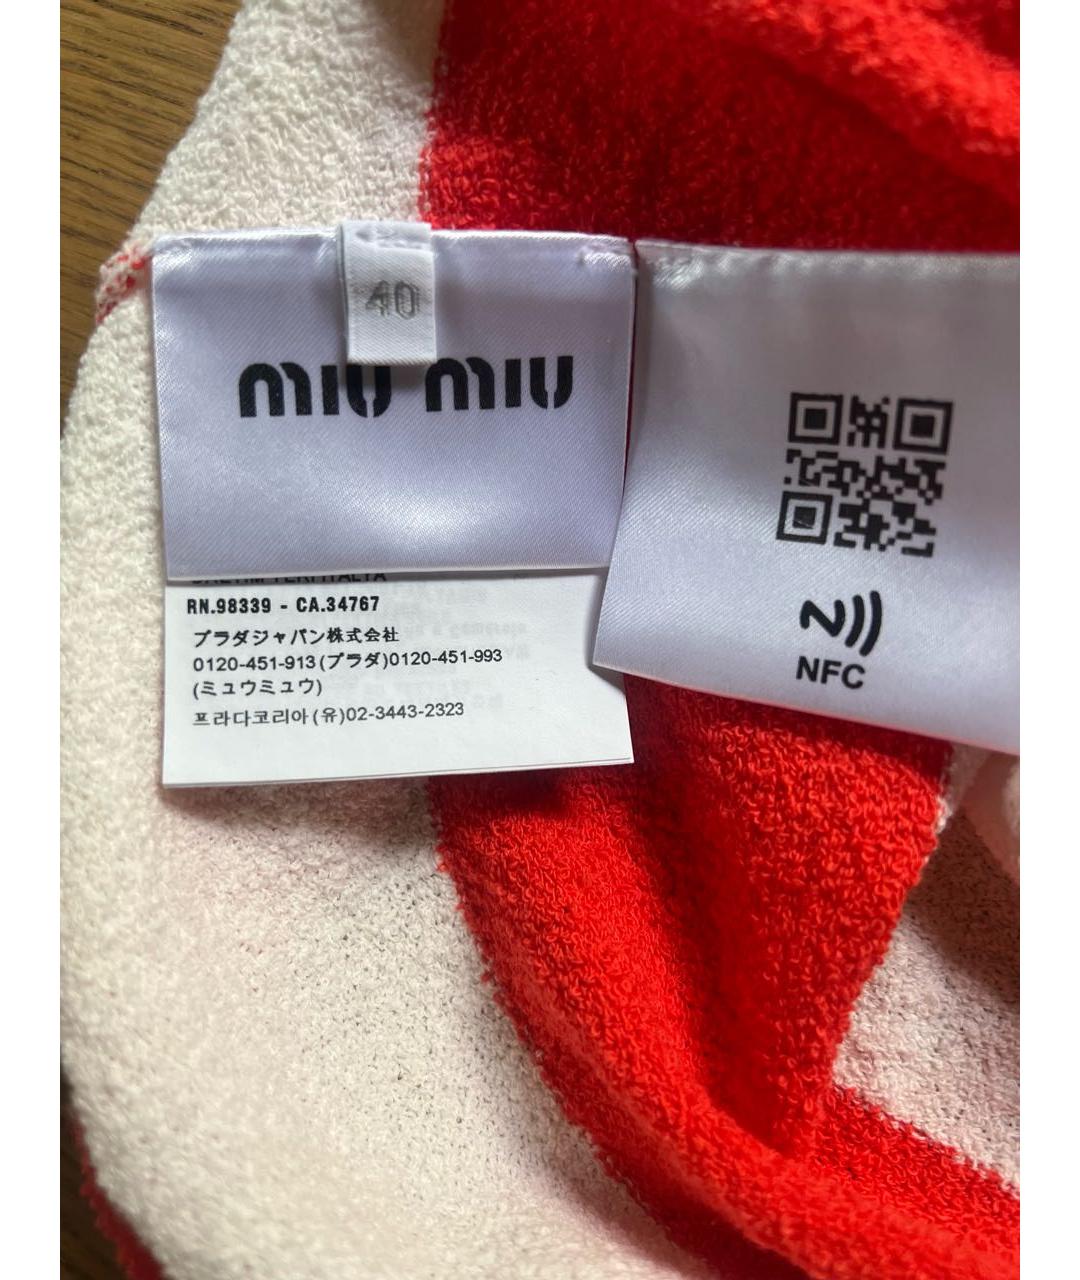 40
miu miu
RN.98339 - CA.34767
プラダジャパン株式会社
0120-451-913(プラダ)0120-451-993
(ミュウミュウ)
프라다코리아(유)02-3443-2323
NFC